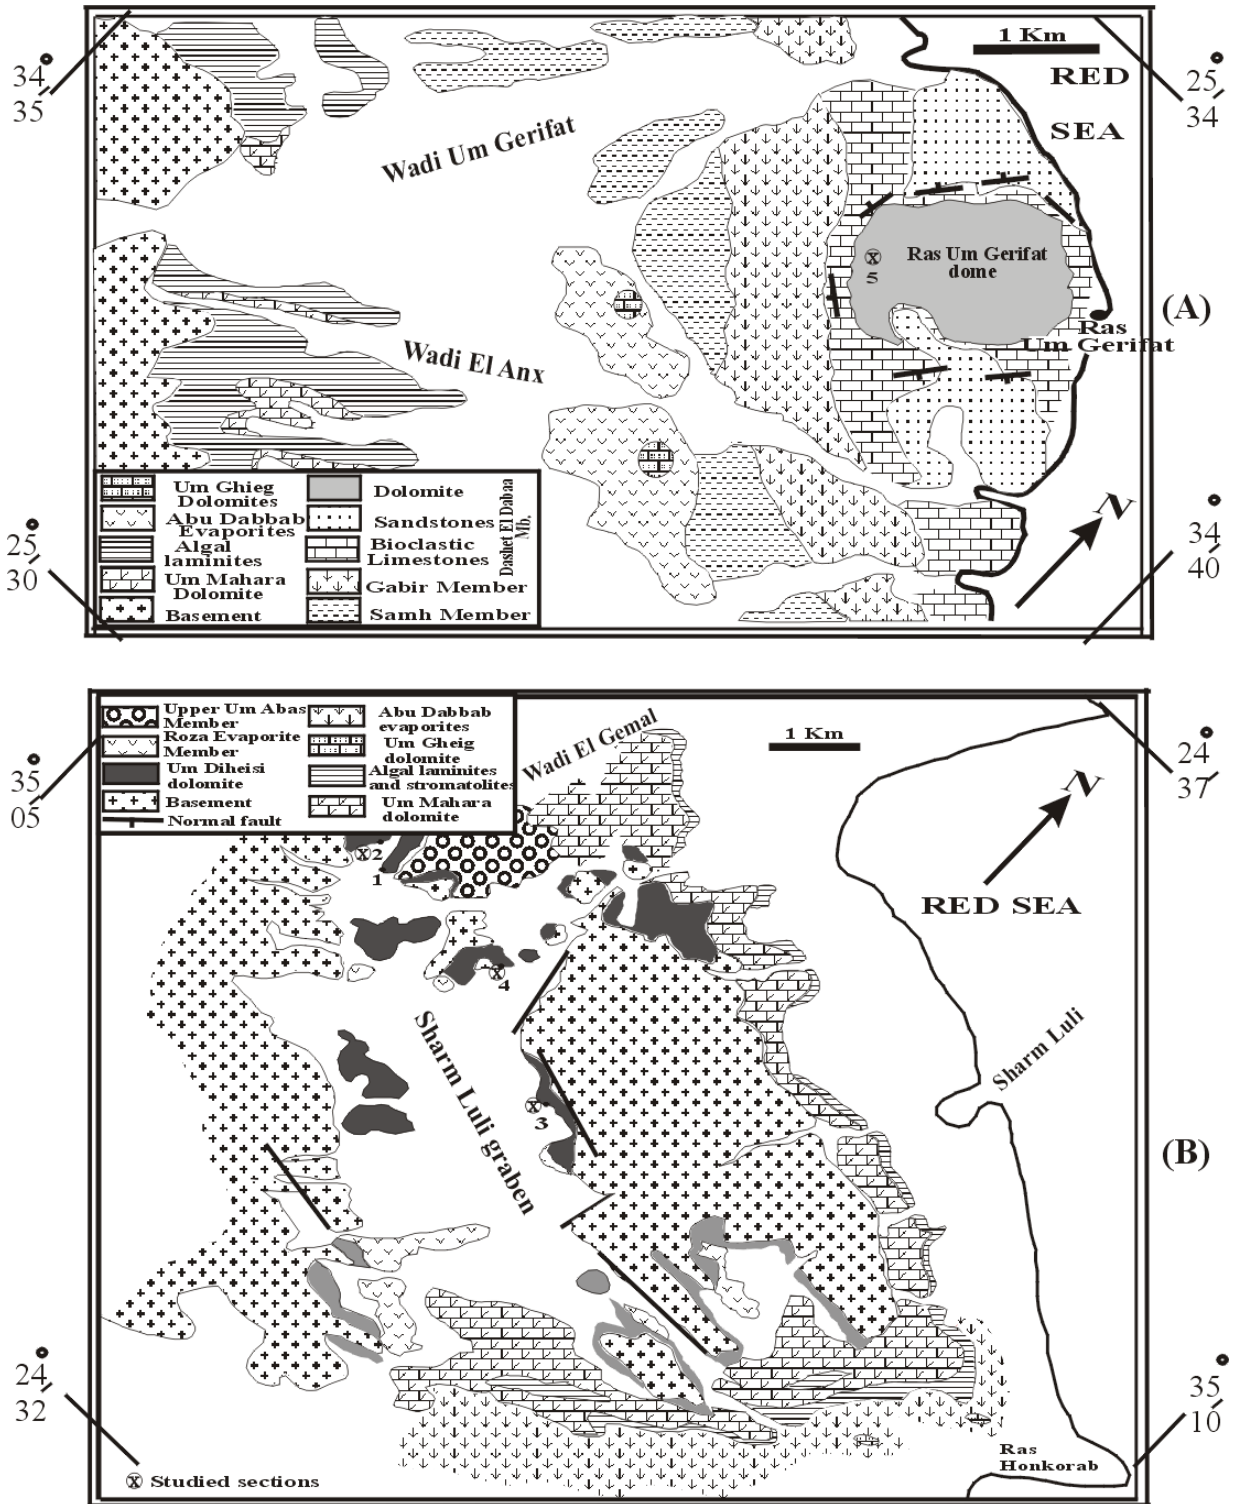 1 Km
RED
SEA
34°
35′
25°
34′
Wadi Um Gerifat
Ras Um Gerifat
dome
5
(A)
Ras
Um Gerifat
Wadi El Anx
Um Ghieg
Dolomites
Abu Dabbab
Evaporites
Algal
laminites
Um Mahara
Dolomite
Basement
Dolomite
Sandstones
Bioclastic
Limestones
Dashet El Dabaa
Mb.
Gabir Member
Samh Member
N
25°
30′
34°
40′
Upper Um Abas
Member
Roza Evaporite
Member
Um Diheisi
dolomite
Basement
Normal fault
Abu Dabbab
evaporites
Um Gheig
dolomite
Algal laminites
and stromatolites
Um Mahara
dolomite
Wadi El Gemal
1 Km
35°
05′
24°
37′
N
RED SEA
2
1
4
3
Sharm Luli
Sharm Luli graben
(B)
24°
32′
35°
10′
Ras
Honkorab
Studied sections